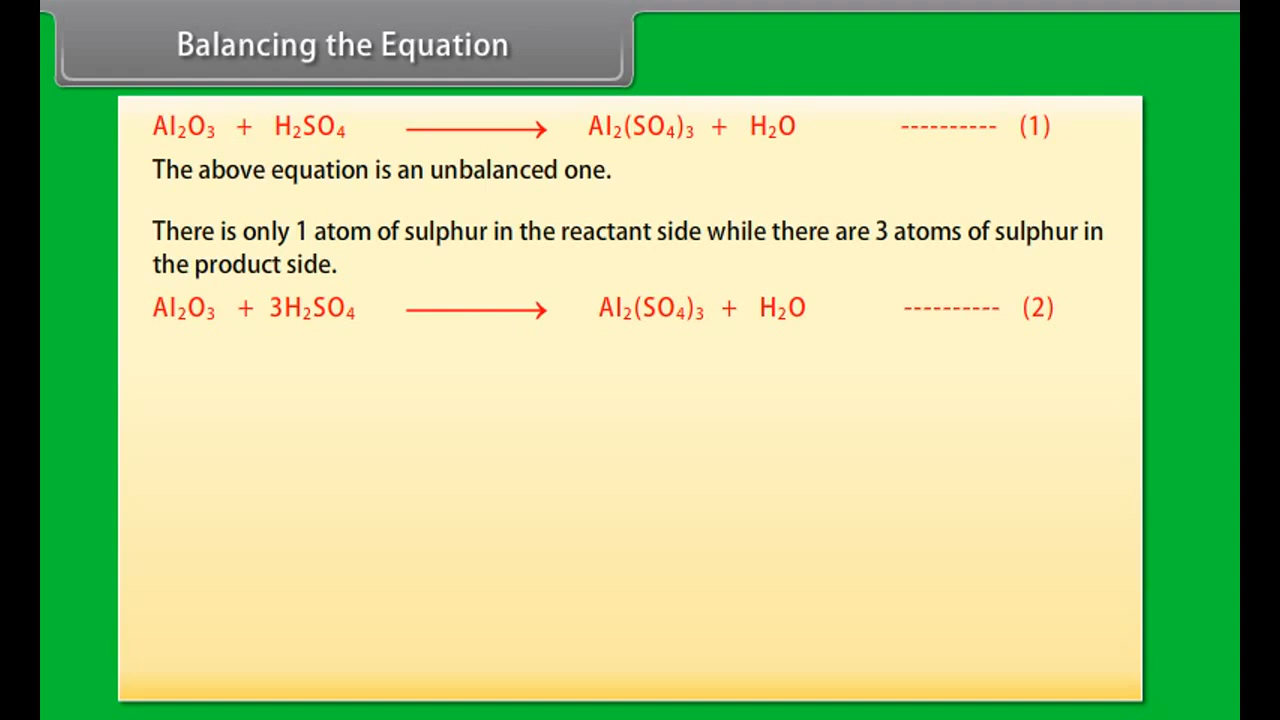 Balancing the Equation
Al₂O₃ + H₂SO₄ ⟶ Al₂(SO₄)₃ + H₂O ---------- (1)
The above equation is an unbalanced one.
There is only 1 atom of sulphur in the reactant side while there are 3 atoms of sulphur in
the product side.
Al₂O₃ + 3H₂SO₄ ⟶ Al₂(SO₄)₃ + H₂O ---------- (2)